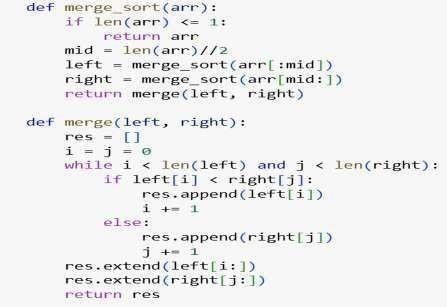 def merge_sort(arr):
    if len(arr) <= 1:
        return arr
    mid = len(arr)//2
    left = merge_sort(arr[:mid])
    right = merge_sort(arr[mid:])
    return merge(left, right)

def merge(left, right):
    res = []
    i = j = 0
    while i < len(left) and j < len(right):
        if left[i] < right[j]:
            res.append(left[i])
            i += 1
        else:
            res.append(right[j])
            j += 1
    res.extend(left[i:])
    res.extend(right[j:])
    return res